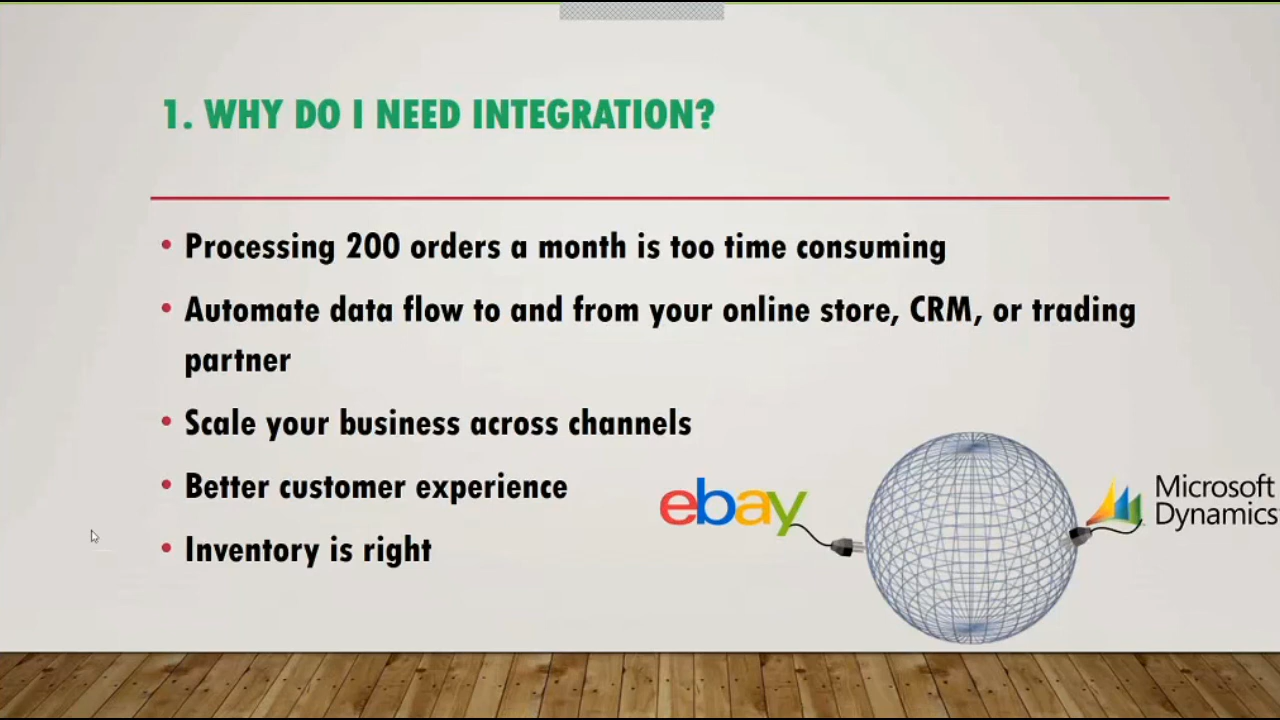 1. WHY DO I NEED INTEGRATION?
• Processing 200 orders a month is too time consuming
• Automate data flow to and from your online store, CRM, or trading
partner
• Scale your business across channels
• Better customer experience
• Inventory is right
ebay
Microsoft
Dynamics